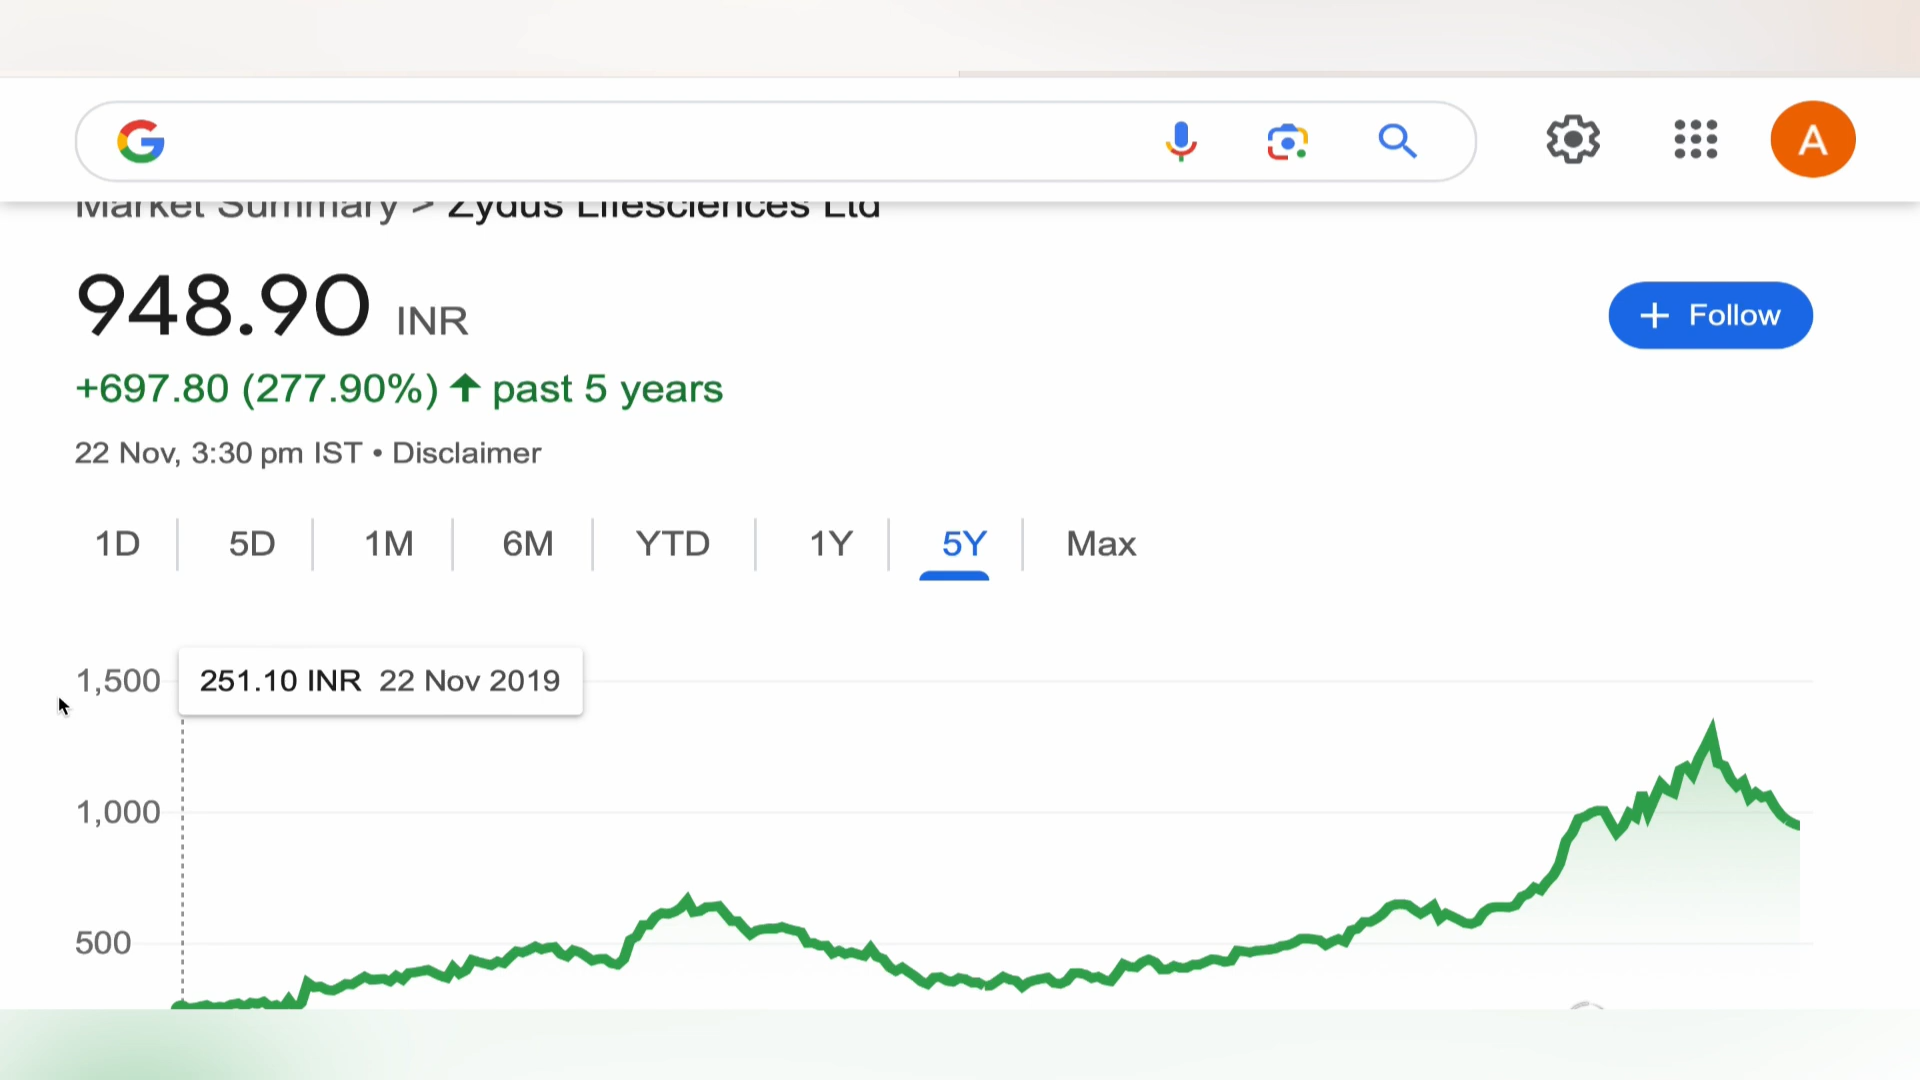 Market Summary > Zydus Lifesciences Ltd
948.90 INR
+ Follow
+697.80 (277.90%) ↑ past 5 years
22 Nov, 3:30 pm IST • Disclaimer
1D 5D 1M 6M YTD 1Y 5Y Max
1,500
251.10 INR 22 Nov 2019
1,000
500
A